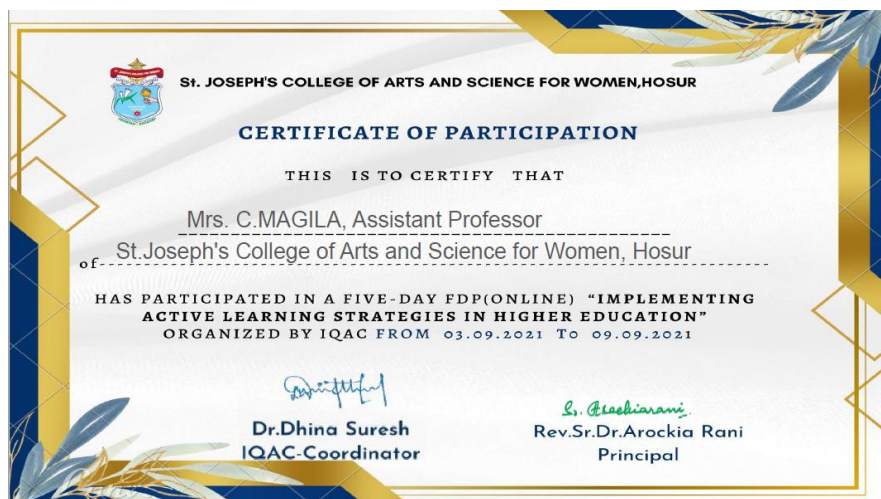 St. JOSEPH'S COLLEGE OF ARTS AND SCIENCE FOR WOMEN,HOSUR
CERTIFICATE OF PARTICIPATION
THIS IS TO CERTIFY THAT
Mrs. C.MAGILA, Assistant Professor
of St.Joseph's College of Arts and Science for Women, Hosur
HAS PARTICIPATED IN A FIVE-DAY FDP(ONLINE) “IMPLEMENTING
ACTIVE LEARNING STRATEGIES IN HIGHER EDUCATION”
ORGANIZED BY IQAC FROM 03.09.2021 To 09.09.2021
Dr.Dhina Suresh
IQAC-Coordinator
Rev.Sr.Dr.Arockia Rani
Principal